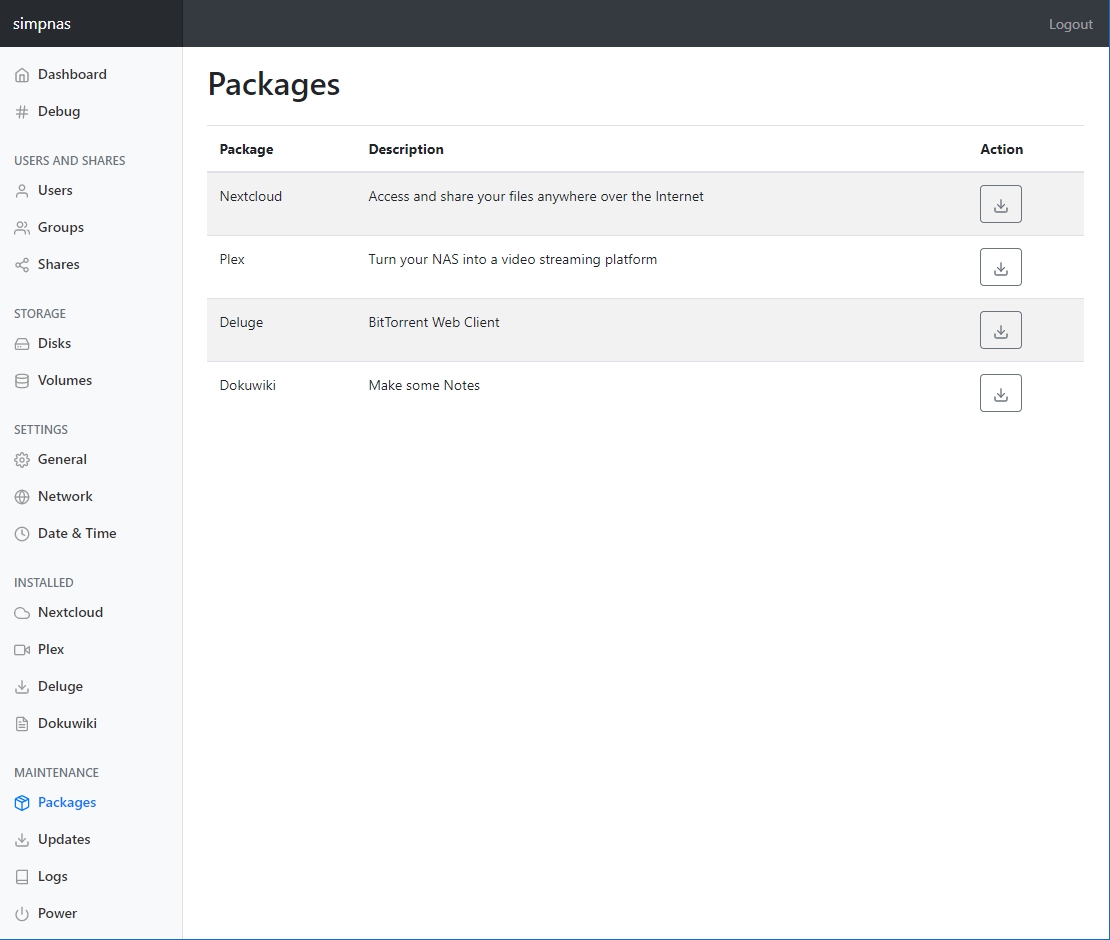 simpnas
Logout
Dashboard
Debug
USERS AND SHARES
Users
Groups
Shares
STORAGE
Disks
Volumes
SETTINGS
General
Network
Date & Time
INSTALLED
Nextcloud
Plex
Deluge
Dokuwiki
MAINTENANCE
Packages
Updates
Logs
Power
Packages
Package Description Action
Nextcloud Access and share your files anywhere over the Internet
Plex Turn your NAS into a video streaming platform
Deluge BitTorrent Web Client
Dokuwiki Make some Notes